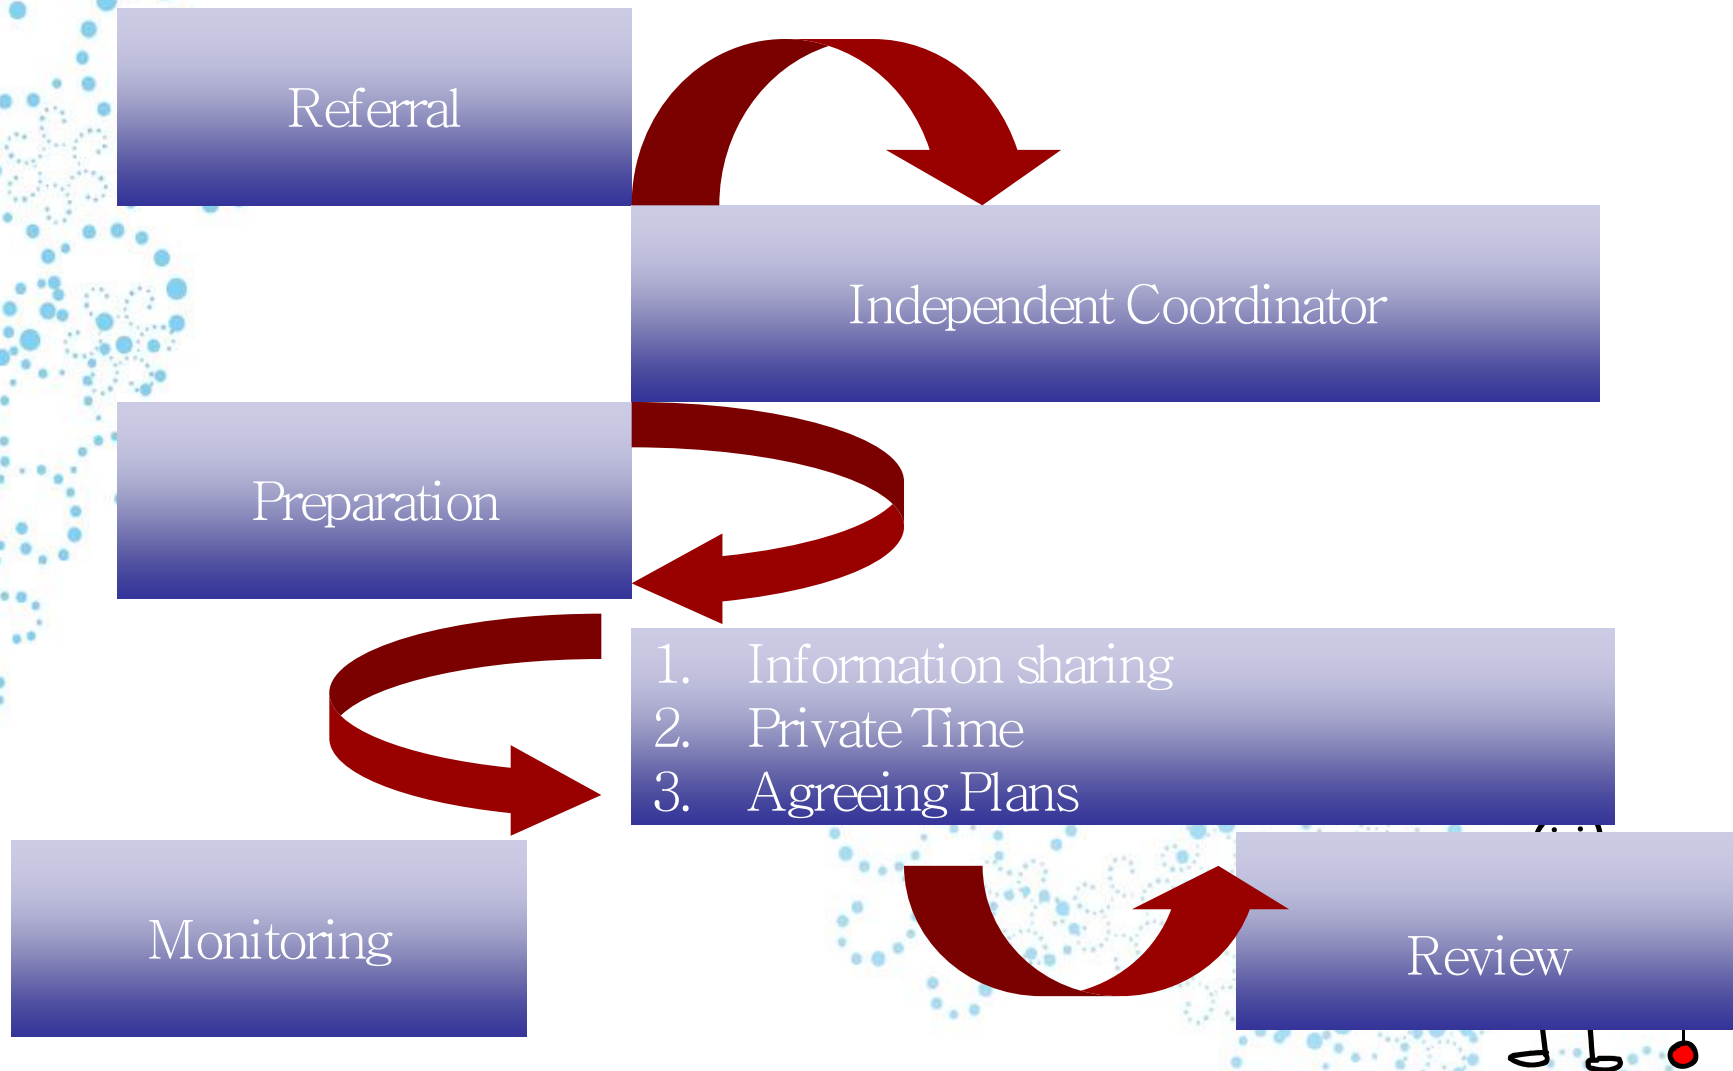 Referral
Independent Coordinator
Preparation
1. Information sharing
2. Private Time
3. Agreeing Plans
Monitoring
Review